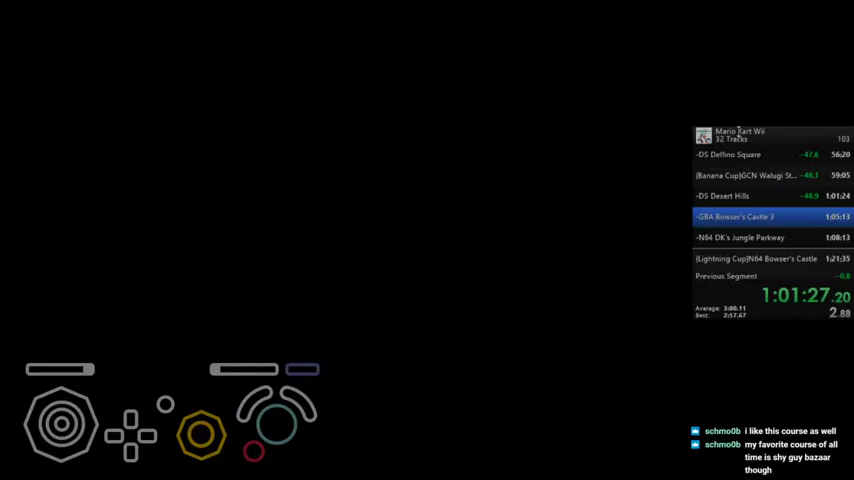 Mario Kart Wii
32 Tracks 103
-DS Delfino Square -47.6 56:20
(Banana Cup)GCN Walugi St... -48.1 59:05
-DS Desert Hills -48.9 1:01:24
-GBA Bowser's Castle 3 1:05:13
-N64 DK's Jungle Parkway 1:08:13
(Lightning Cup)N64 Bowser's Castle 1:21:35
Previous Segment -0.8
1:01:27.20
Average: 3:00.11
Best: 2:57.67
2.88
schmo0b i like this course as well
schmo0b my favorite course of all
time is shy guy bazaar
though